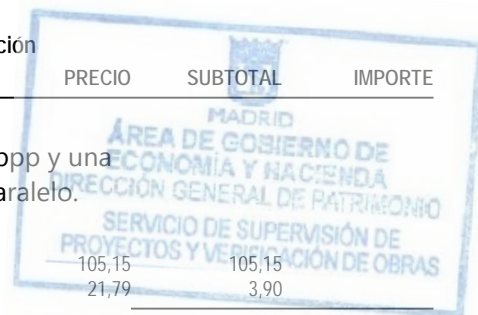 ción
PRECIO SUBTOTAL IMPORTE
MADRID
ÁREA DE GOBIERNO DE
opp y una
ECONOMÍA Y HACIENDA
aralelo.
DIRECCIÓN GENERAL DE PATRIMONIO
SERVICIO DE SUPERVISIÓN DE
PROYECTOS Y VERIFICACIÓN DE OBRAS
105,15 105,15
21,79 3,90